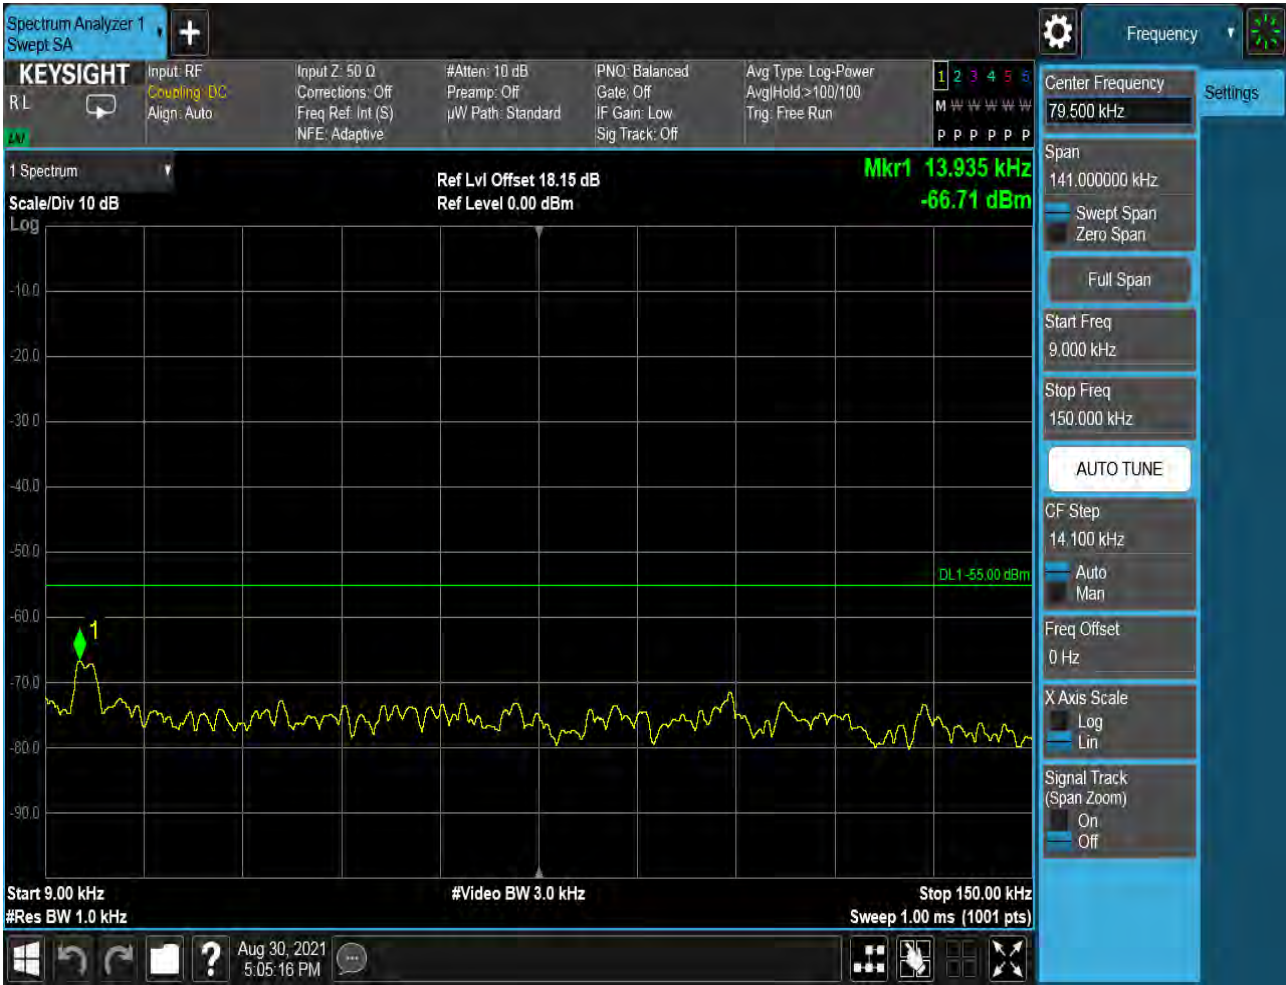 Spectrum Analyzer 1
Swept SA
Frequency
KEYSIGHT
R L
LXI
Input: RF
Coupling: DC
Align: Auto
Input Z: 50 Ω
Corrections: Off
Freq Ref: Int (S)
NFE: Adaptive
#Atten: 10 dB
Preamp: Off
µW Path: Standard
PNO: Balanced
Gate: Off
IF Gain: Low
Sig Track: Off
Avg Type: Log-Power
Avg|Hold:>100/100
Trig: Free Run
1 2 3 4 5 6
M W W W W W
P P P P P P
1 Spectrum
Scale/Div 10 dB
Log
Ref Lvl Offset 18.15 dB
Ref Level 0.00 dBm
Mkr1 13.935 kHz
-66.71 dBm
-10.0
-20.0
-30.0
-40.0
-50.0
DL1 -55.00 dBm
-60.0
1
-70.0
-80.0
-90.0
Start 9.00 kHz
#Res BW 1.0 kHz
#Video BW 3.0 kHz
Stop 150.00 kHz
Sweep 1.00 ms (1001 pts)
Center Frequency
79.500 kHz
Settings
Span
141.000000 kHz
Swept Span
Zero Span
Full Span
Start Freq
9.000 kHz
Stop Freq
150.000 kHz
AUTO TUNE
CF Step
14.100 kHz
Auto
Man
Freq Offset
0 Hz
X Axis Scale
Log
Lin
Signal Track
(Span Zoom)
On
Off
?
Aug 30, 2021
5:05:16 PM